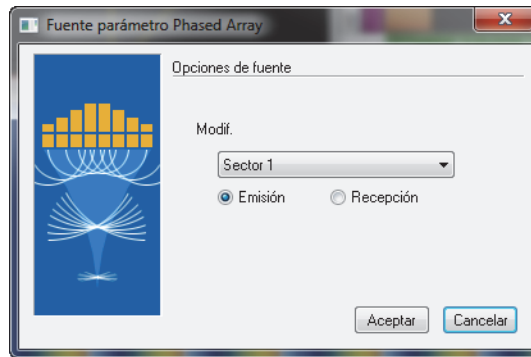 Fuente parámetro Phased Array
Opciones de fuente
Modif.
Sector 1
Emisión Recepción
Aceptar Cancelar